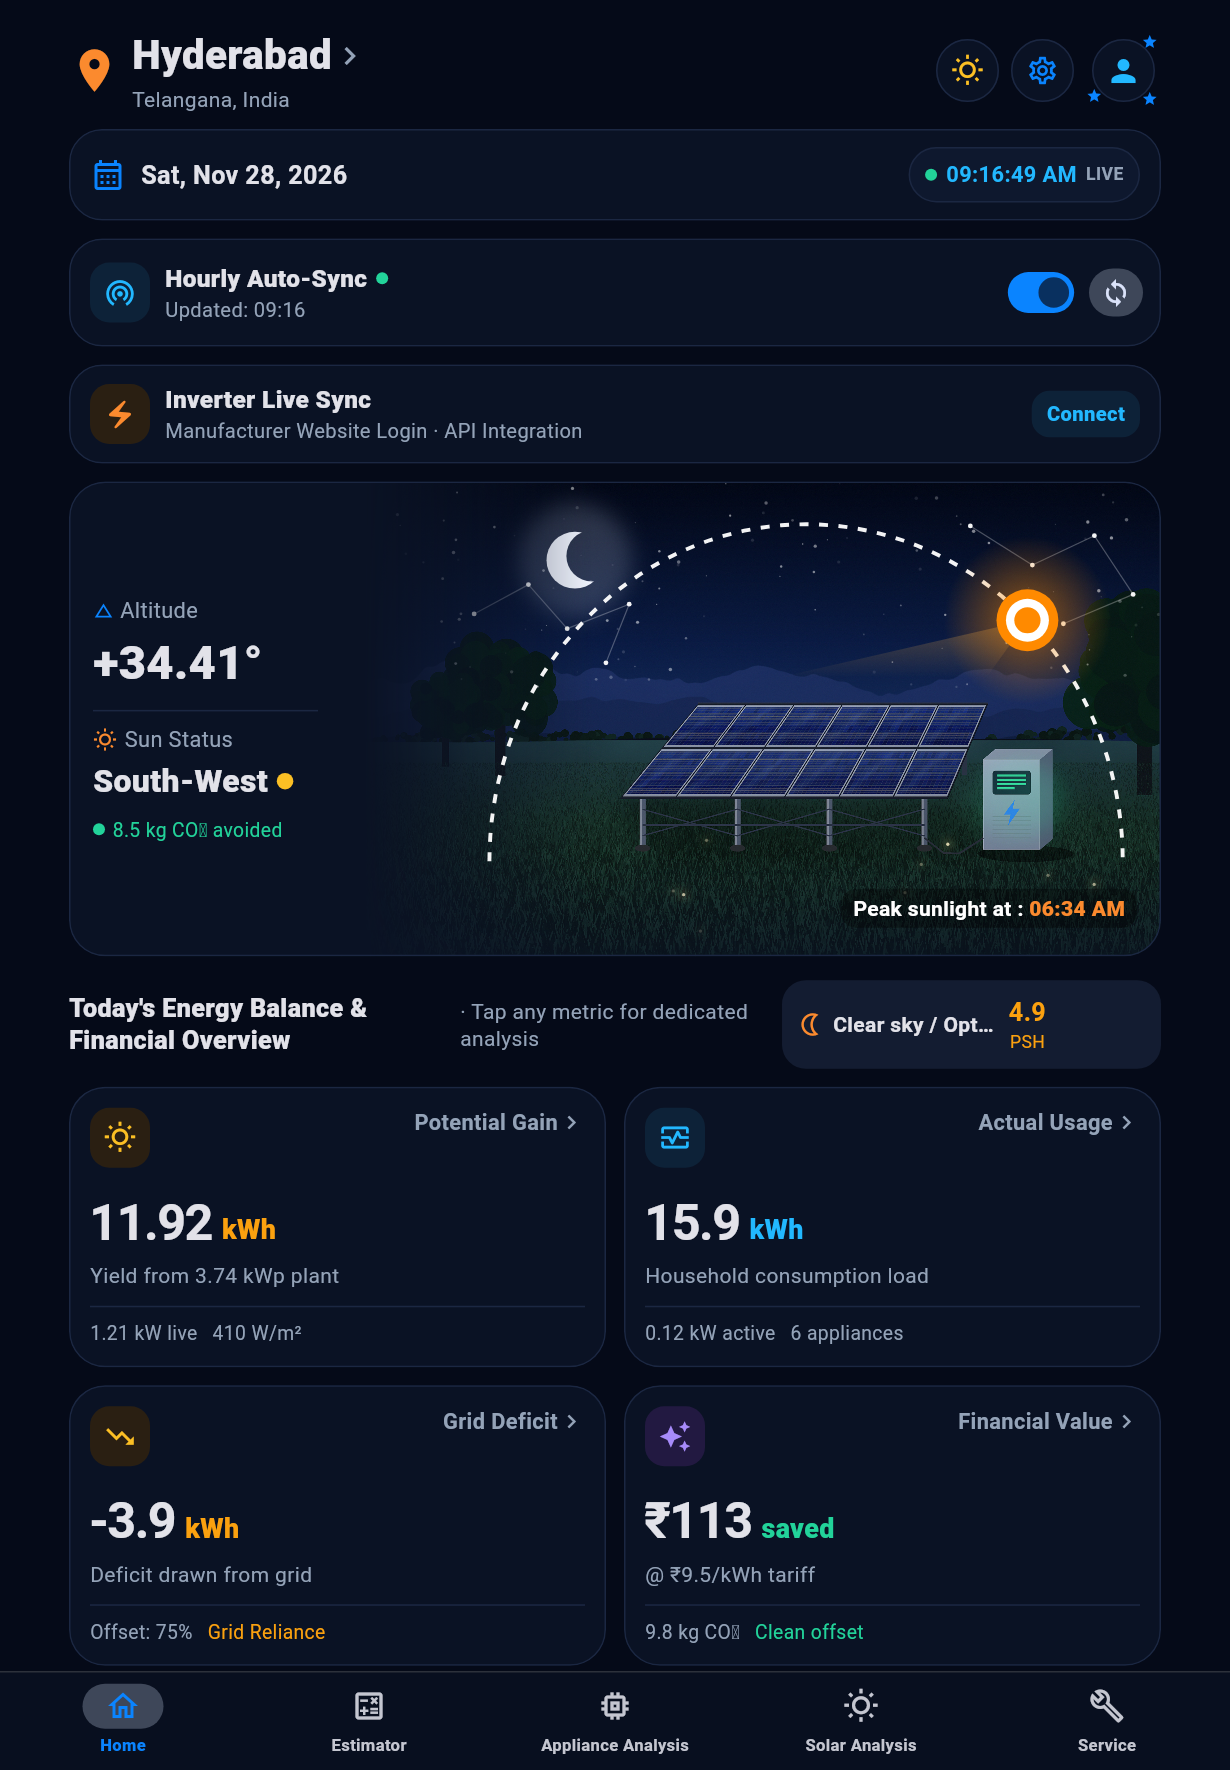 Hyderabad
Telangana, India
Sat, Nov 28, 2026
09:16:49 AM LIVE
Hourly Auto-Sync
Updated: 09:16
Inverter Live Sync
Manufacturer Website Login · API Integration
Connect
Altitude
+34.41°
Sun Status
South-West
8.5 kg CO▯ avoided
Peak sunlight at : 06:34 AM
Today's Energy Balance &
Financial Overview
· Tap any metric for dedicated
analysis
Clear sky / Opt…
4.9
PSH
Potential Gain
11.92 kWh
Yield from 3.74 kWp plant
1.21 kW live 410 W/m²
Actual Usage
15.9 kWh
Household consumption load
0.12 kW active 6 appliances
Grid Deficit
-3.9 kWh
Deficit drawn from grid
Offset: 75% Grid Reliance
Financial Value
₹113 saved
@ ₹9.5/kWh tariff
9.8 kg CO▯ Clean offset
Home
Estimator
Appliance Analysis
Solar Analysis
Service